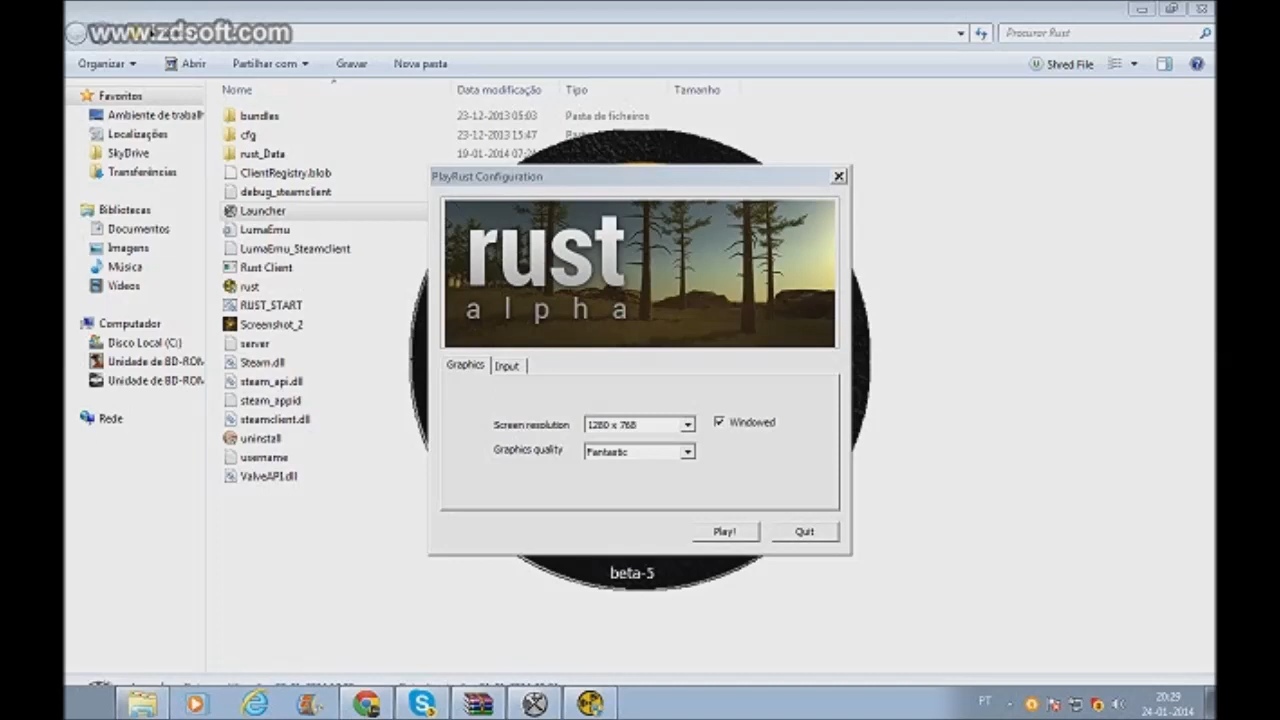 www.zdsoft.com
Procurar Rust
Organizar
Abrir
Partilhar com
Gravar
Nova pasta
Shred File
Favoritos
Ambiente de trabalh
Localizações
SkyDrive
Transferências
Bibliotecas
Documentos
Imagens
Música
Vídeos
Computador
Disco Local (C:)
Unidade de BD-ROM
Unidade de BD-ROM
Rede
Nome
Data modificação
Tipo
Tamanho
bundles
23-12-2013 05:03
Pasta de ficheiros
cfg
23-12-2013 15:47
rust_Data
19-01-2014
ClientRegistry.blob
debug_steamclient
Launcher
LumaEmu
LumaEmu_Steamclient
Rust Client
rust
RUST_START
Screenshot_2
server
Steam.dll
steam_api.dll
steam_appid
steamclient.dll
uninstall
username
ValveAPI.dll
PlayRust Configuration
rust
alpha
Graphics
Input
Screen resolution
1280 x 768
Windowed
Graphics quality
Fantastic
Play!
Quit
beta-5
PT
20:29
24-01-2014